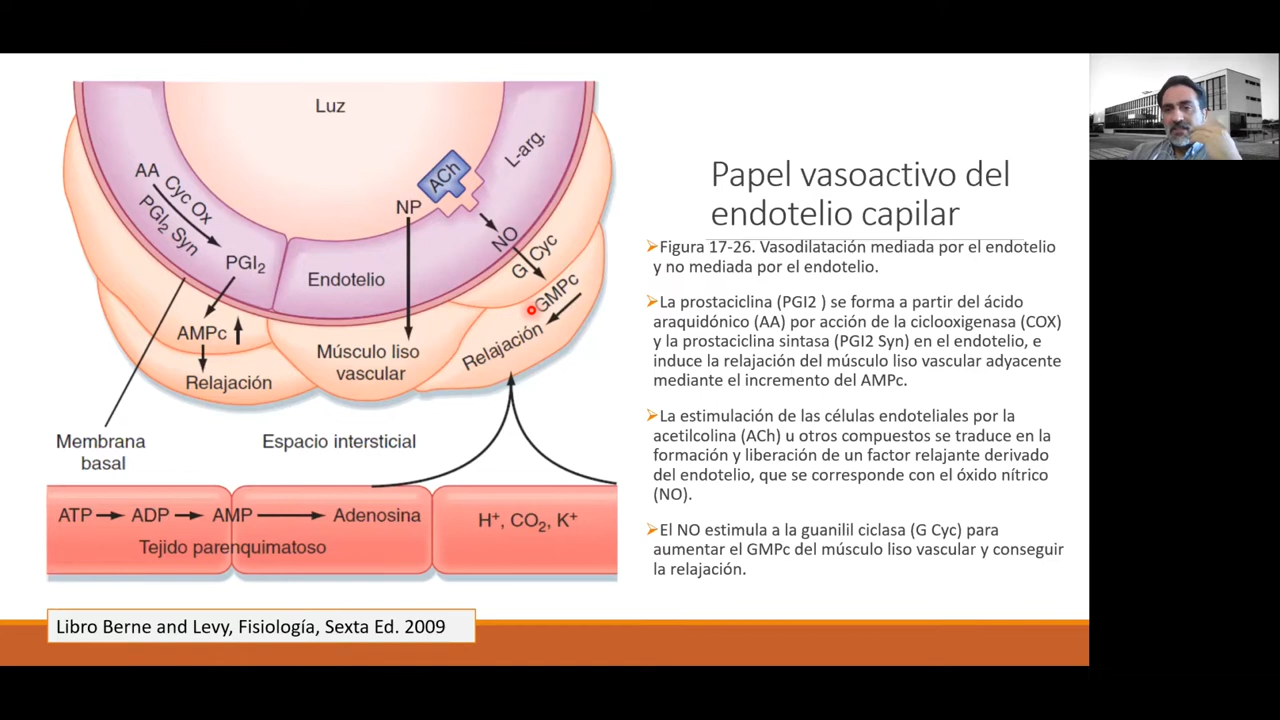 Luz
AA
Cyc Ox
PGI2 Syn
PGI2
AMPc
Relajación
Endotelio
NP
ACh
L-arg.
NO
G Cyc
GMPc
Relajación
Músculo liso
vascular
Membrana
basal
Espacio intersticial
ATP → ADP → AMP → Adenosina
Tejido parenquimatoso
H+, CO2, K+
Libro Berne and Levy, Fisiología, Sexta Ed. 2009
Papel vasoactivo del
endotelio capilar
Figura 17-26. Vasodilatación mediada por el endotelio
y no mediada por el endotelio.
La prostaciclina (PGI2 ) se forma a partir del ácido
araquidónico (AA) por acción de la ciclooxigenasa (COX)
y la prostaciclina sintasa (PGI2 Syn) en el endotelio, e
induce la relajación del músculo liso vascular adyacente
mediante el incremento del AMPc.
La estimulación de las células endoteliales por la
acetilcolina (ACh) u otros compuestos se traduce en la
formación y liberación de un factor relajante derivado
del endotelio, que se corresponde con el óxido nítrico
(NO).
El NO estimula a la guanilil ciclasa (G Cyc) para
aumentar el GMPc del músculo liso vascular y conseguir
la relajación.